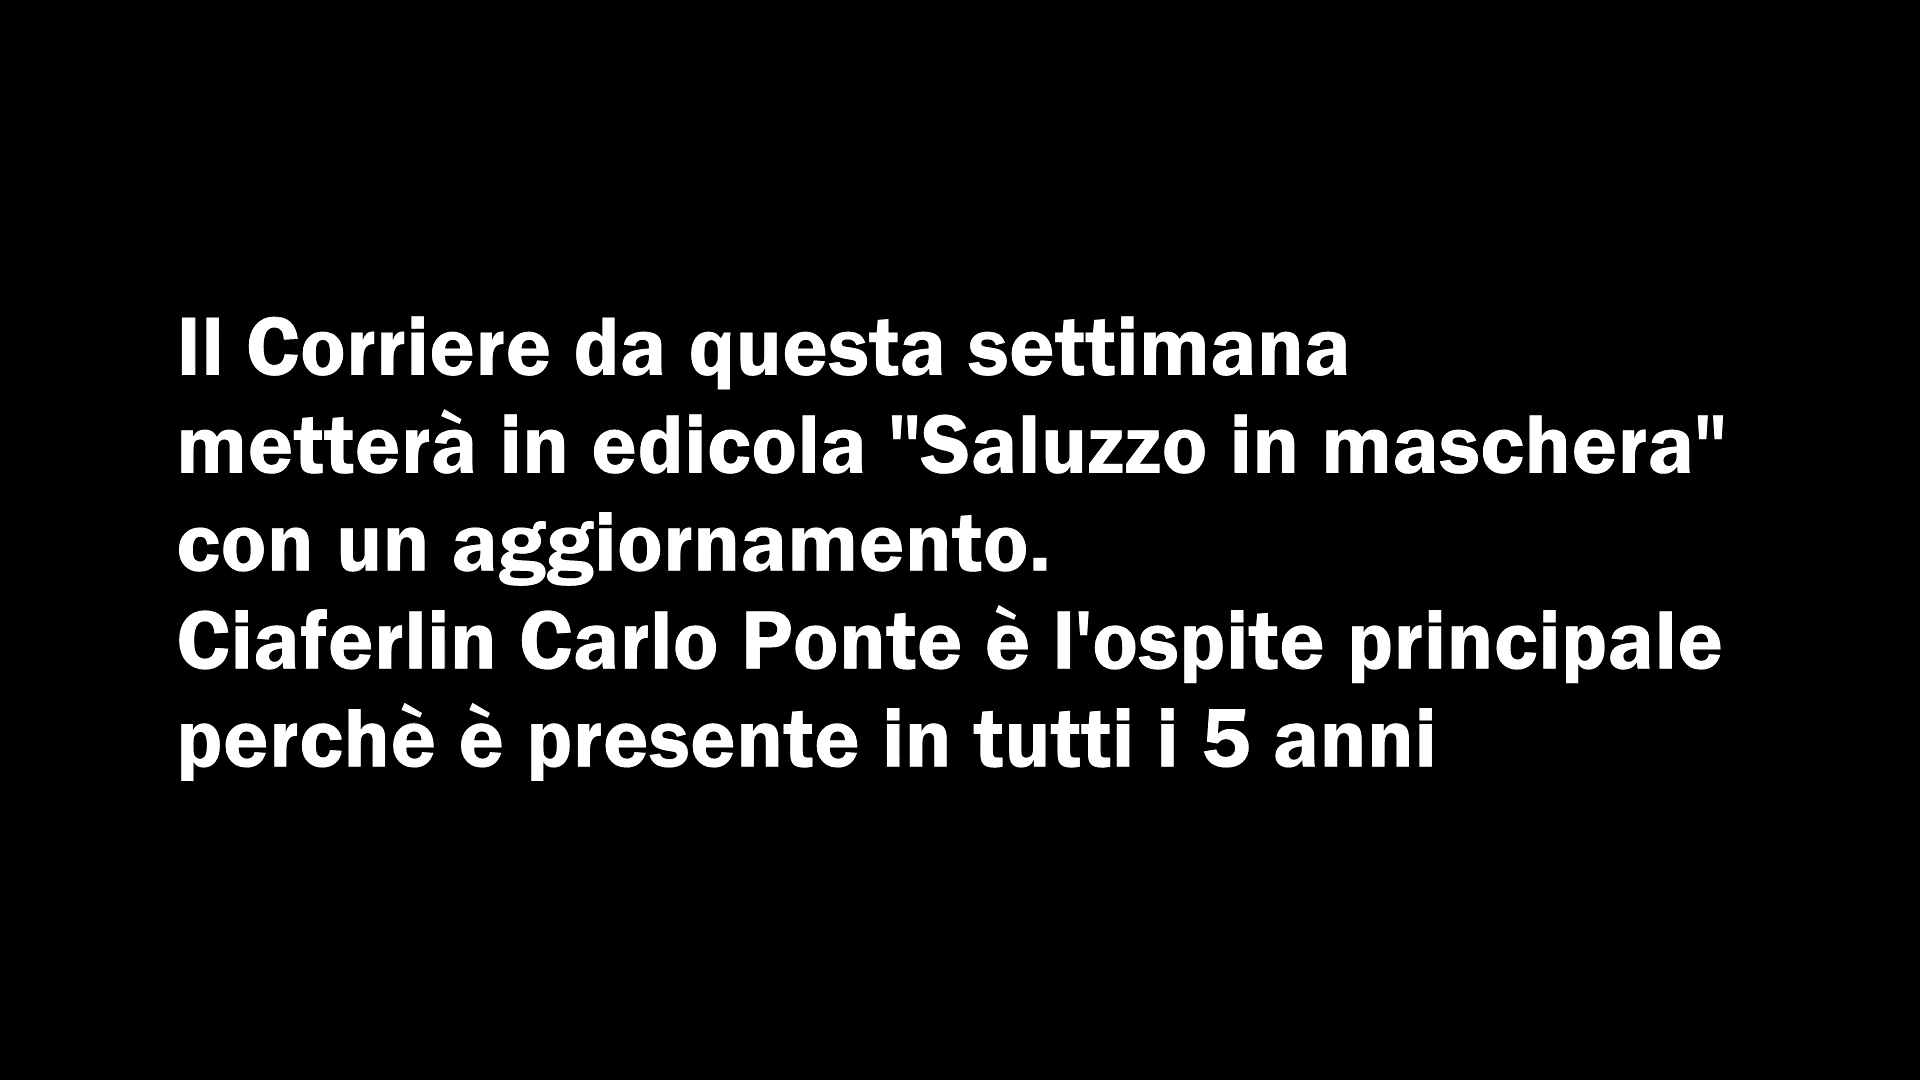 Il Corriere da questa settimana
metterà in edicola "Saluzzo in maschera"
con un aggiornamento.
Ciaferlin Carlo Ponte è l'ospite principale
perchè è presente in tutti i 5 anni